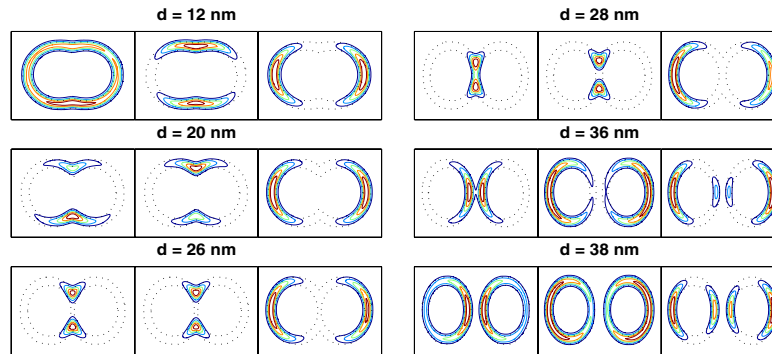 d = 12 nm
d = 28 nm
d = 20 nm
d = 36 nm
d = 26 nm
d = 38 nm